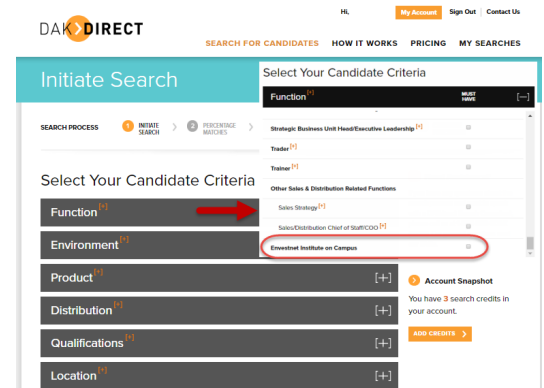 Hi,
My Account
Sign Out
Contact Us
DAK DIRECT
SEARCH FOR CANDIDATES
HOW IT WORKS
PRICING
MY SEARCHES
Initiate Search
SEARCH PROCESS
1 INITIATE SEARCH
2 PERCENTAGE MATCHES
Select Your Candidate Criteria
Function [+]
Environment [+]
Product [+] [+]
Distribution [+] [+]
Qualifications [+] [+]
Location [+] [+]
Select Your Candidate Criteria
Function [+] MUST HAVE [—]
Strategic Business Unit Head/Executive Leadership [+]
Trader [+]
Trainer [+]
Other Sales & Distribution Related Functions
Sales Strategy [+]
Sales/Distribution Chief of Staff/COO [+]
Envestnet Institute on Campus
Account Snapshot
You have 3 search credits in
your account.
ADD CREDITS >